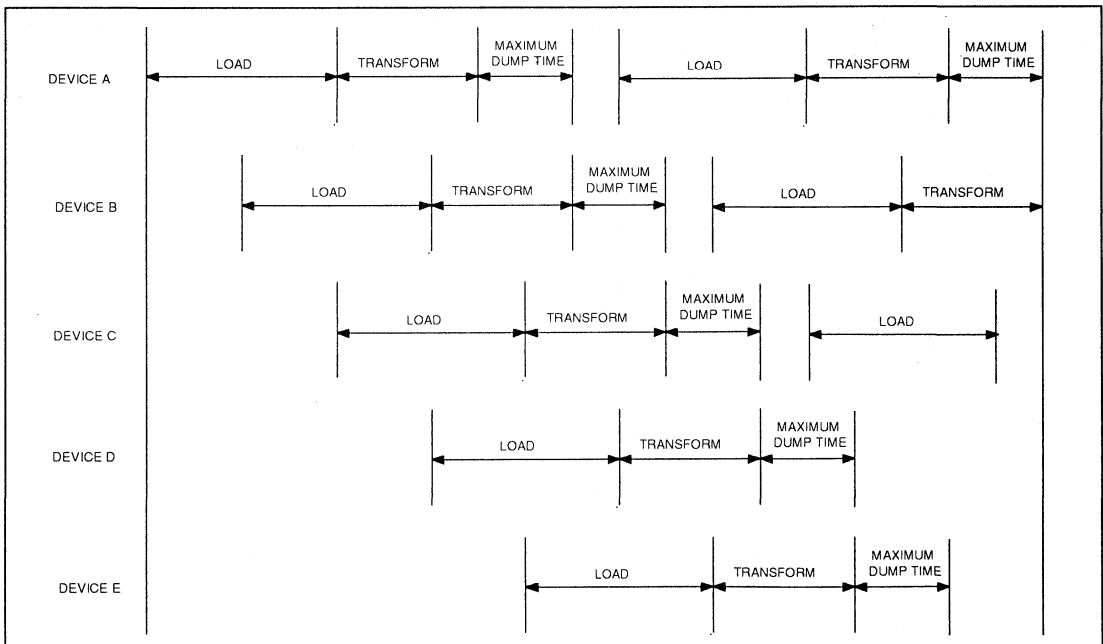 DEVICE A
LOAD
TRANSFORM
MAXIMUM
DUMP TIME
LOAD
TRANSFORM
MAXIMUM
DUMP TIME
DEVICE B
LOAD
TRANSFORM
MAXIMUM
DUMP TIME
LOAD
TRANSFORM
DEVICE C
LOAD
TRANSFORM
MAXIMUM
DUMP TIME
LOAD
DEVICE D
LOAD
TRANSFORM
MAXIMUM
DUMP TIME
DEVICE E
LOAD
TRANSFORM
MAXIMUM
DUMP TIME